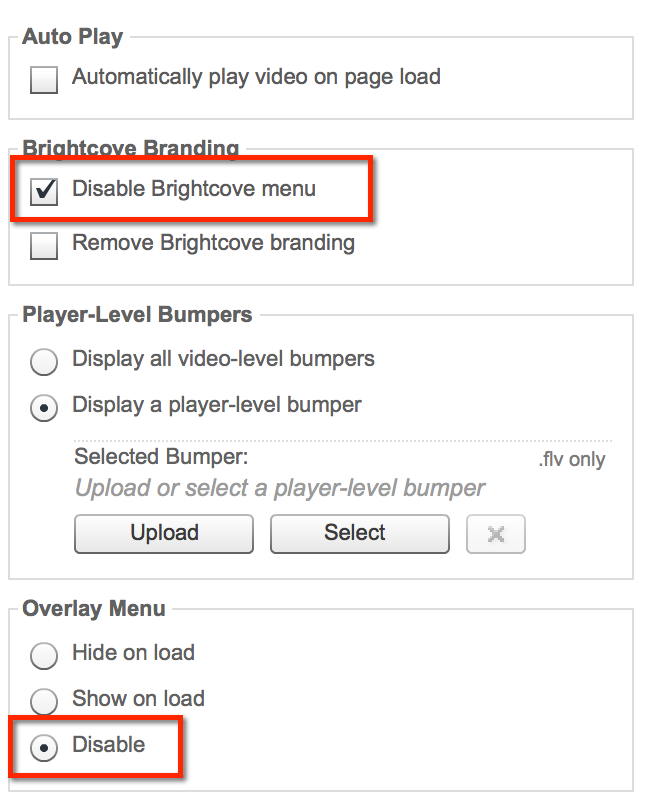 Auto Play
Automatically play video on page load
Brightcove Branding
Disable Brightcove menu
Remove Brightcove branding
Player-Level Bumpers
Display all video-level bumpers
Display a player-level bumper
Selected Bumper: .flv only
Upload or select a player-level bumper
Upload Select
Overlay Menu
Hide on load
Show on load
Disable